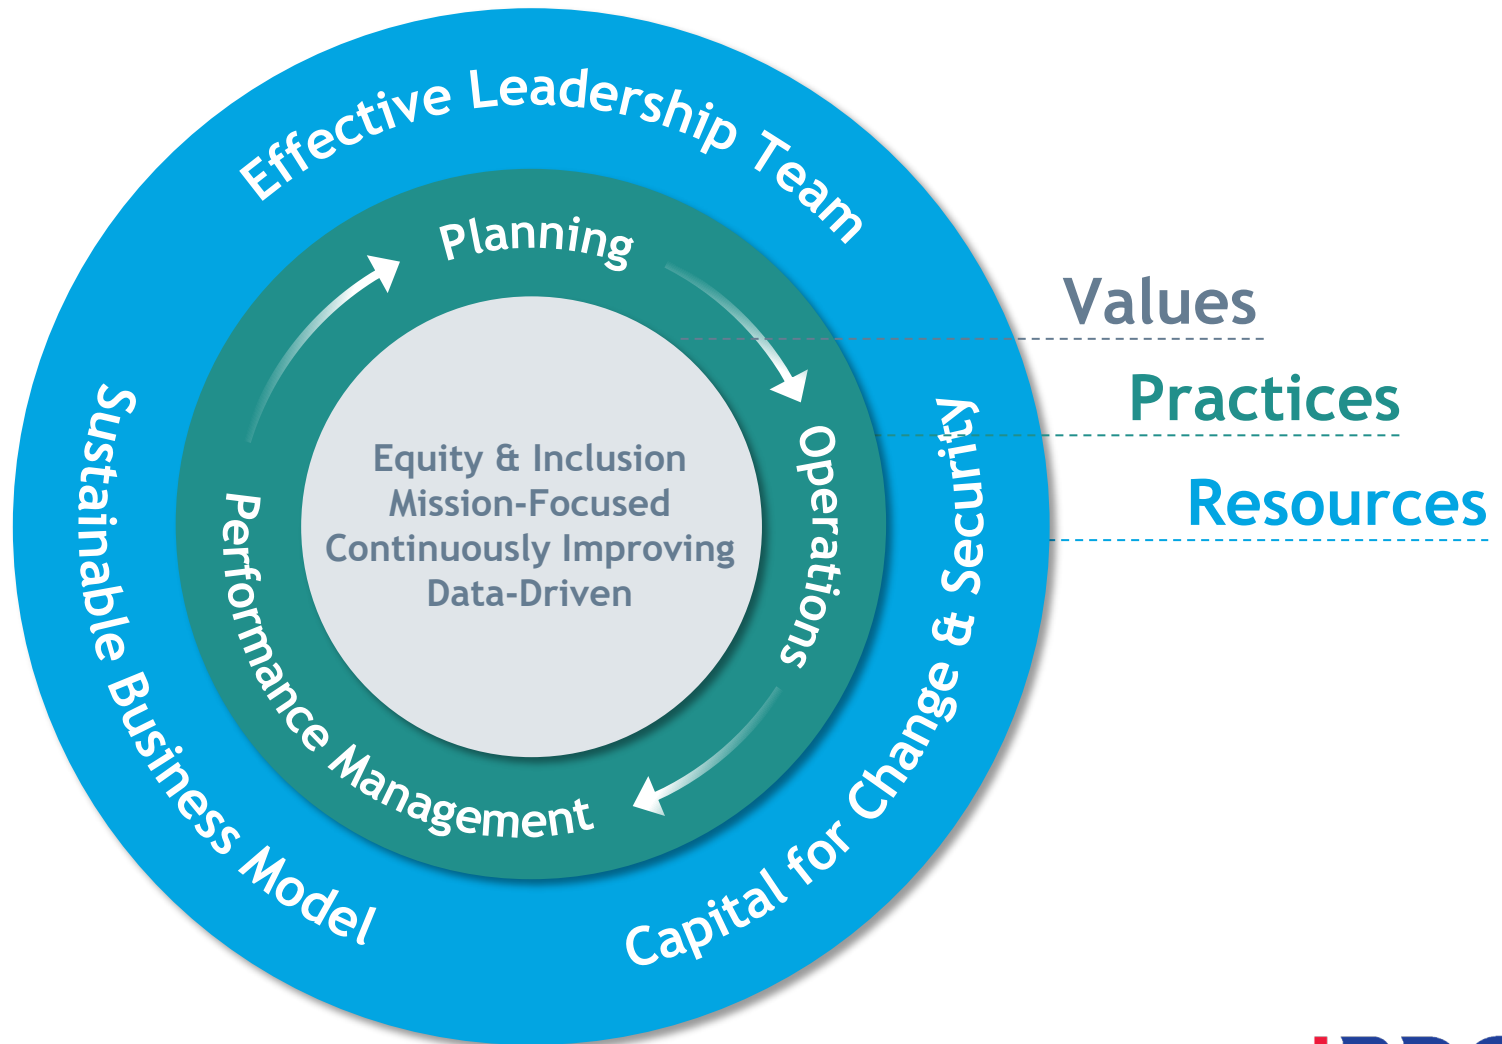 Effective Leadership Team
Planning
Values
Practices
Resources
Operations
Capital for Change & Security
Equity & Inclusion
Mission-Focused
Continuously Improving
Data-Driven
Performance Management
Sustainable Business Model